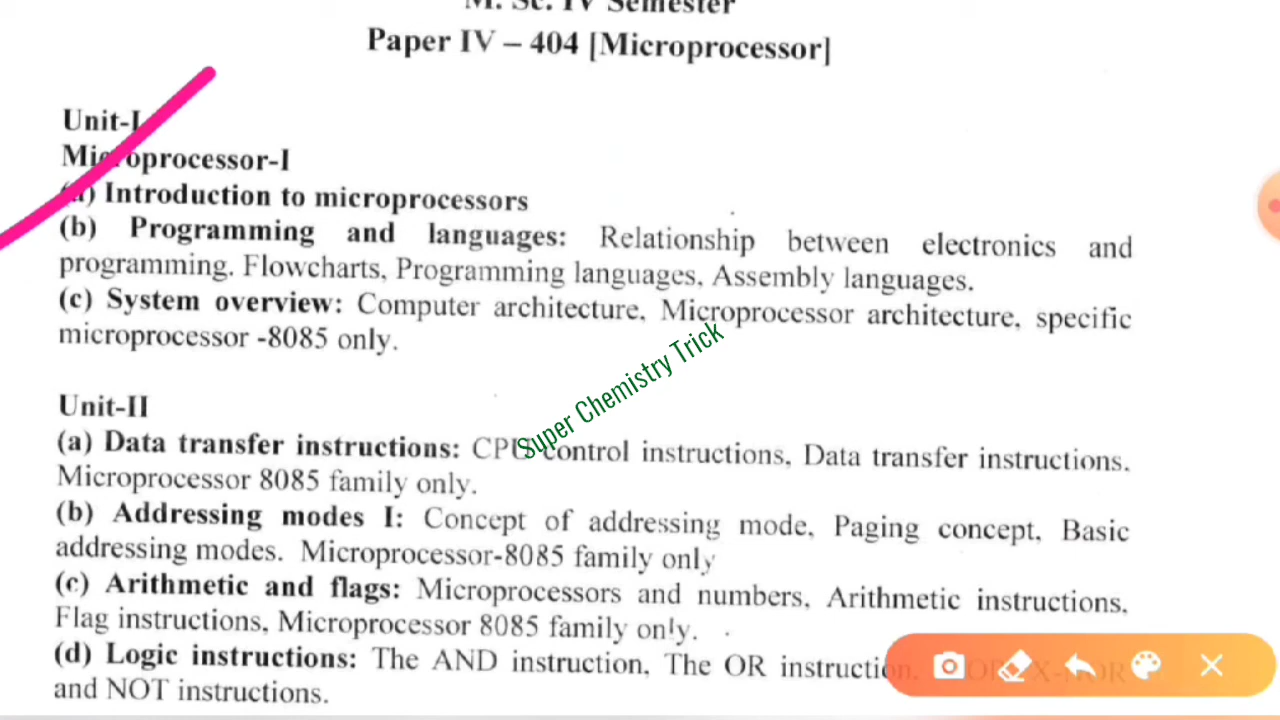 M. Sc. IV Semester
Paper IV – 404 [Microprocessor]
Unit-I
Microprocessor-I
(a) Introduction to microprocessors
(b) Programming and languages: Relationship between electronics and
programming. Flowcharts, Programming languages, Assembly languages.
(c) System overview: Computer architecture, Microprocessor architecture, specific
microprocessor -8085 only.
Super Chemistry Trick
Unit-II
(a) Data transfer instructions: CPU control instructions, Data transfer instructions.
Microprocessor 8085 family only.
(b) Addressing modes I: Concept of addressing mode, Paging concept, Basic
addressing modes. Microprocessor-8085 family only
(c) Arithmetic and flags: Microprocessors and numbers, Arithmetic instructions,
Flag instructions, Microprocessor 8085 family only.
(d) Logic instructions: The AND instruction, The OR instruction, X-NOR
and NOT instructions.